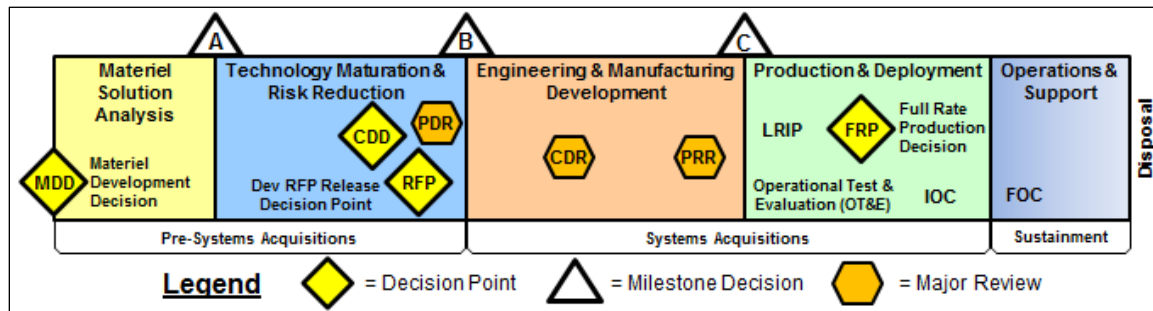 A
B
C
Materiel
Solution
Analysis
MDD
Materiel
Development
Decision
Technology Maturation &
Risk Reduction
CDD
PDR
Dev RFP Release
Decision Point
RFP
Engineering & Manufacturing
Development
CDR
PRR
Production & Deployment
LRIP
FRP
Full Rate
Production
Decision
Operational Test &
Evaluation (OT&E)
IOC
Operations &
Support
FOC
Disposal
Pre-Systems Acquisitions
Systems Acquisitions
Sustainment
Legend
= Decision Point
= Milestone Decision
= Major Review